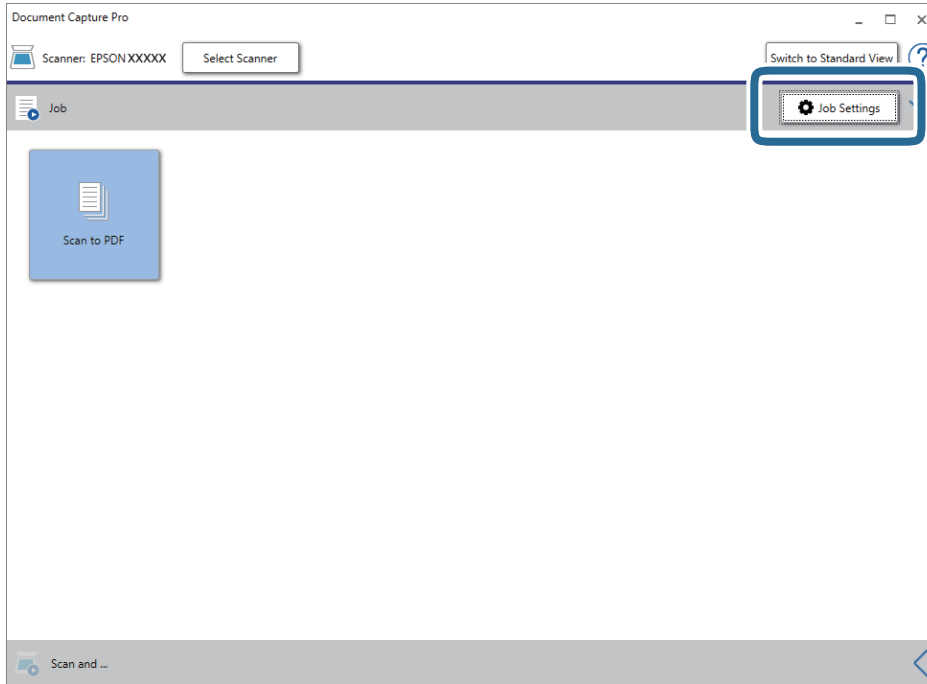 Document Capture Pro
Scanner: EPSON XXXXX Select Scanner Switch to Standard View ?
Job Job Settings
Scan to PDF
Scan and ...